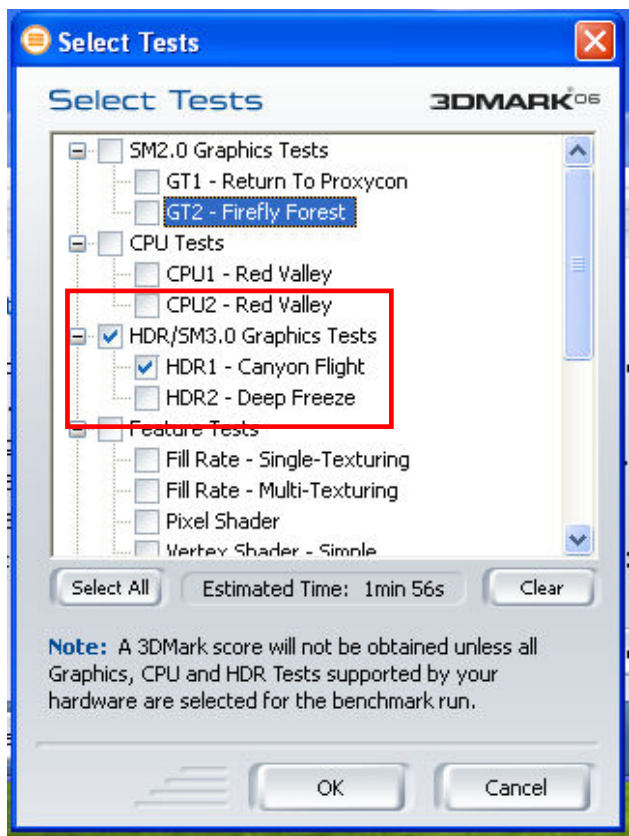 Select Tests
Select Tests
3DMARK®06
SM2.0 Graphics Tests
GT1 - Return To Proxycon
GT2 - Firefly Forest
CPU Tests
CPU1 - Red Valley
CPU2 - Red Valley
HDR/SM3.0 Graphics Tests
HDR1 - Canyon Flight
HDR2 - Deep Freeze
Feature Tests
Fill Rate - Single-Texturing
Fill Rate - Multi-Texturing
Pixel Shader
Vertex Shader - Simple
Select All
Estimated Time: 1min 56s
Clear
Note: A 3DMark score will not be obtained unless all
Graphics, CPU and HDR Tests supported by your
hardware are selected for the benchmark run.
OK
Cancel